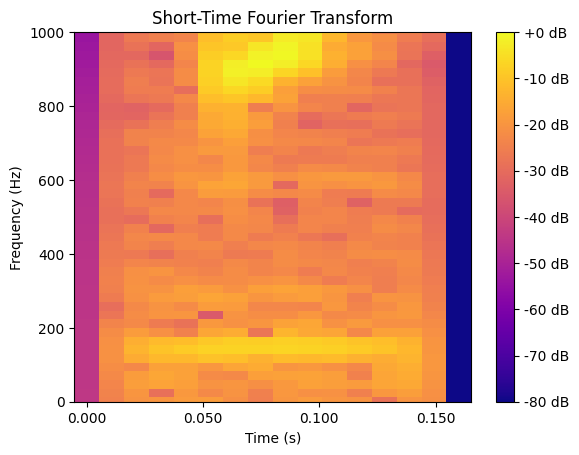 Short-Time Fourier Transform
1000
800
600
400
200
0
Frequency (Hz)
0.000
0.050
0.100
0.150
Time (s)
+0 dB
-10 dB
-20 dB
-30 dB
-40 dB
-50 dB
-60 dB
-70 dB
-80 dB